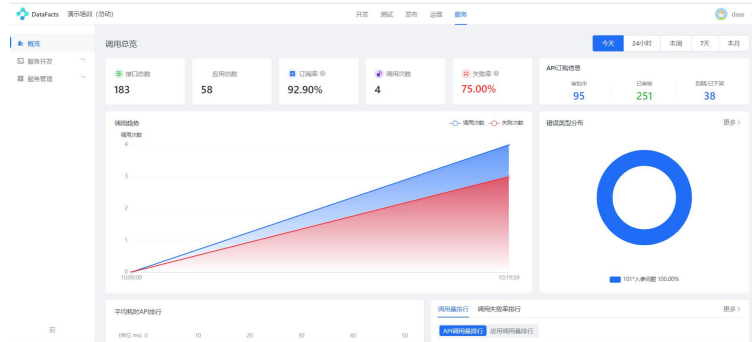 DataFacts 演示培训 (勿动) 开发 测试 发布 运维 服务 daas
概览
服务开发
服务管理
调用总览 今天 24小时 本周 7天 本月
接口总数 应用总数 订阅率 调用次数 失败率
183 58 92.90% 4 75.00%
API订购信息
审批中 已审核 到期/已下架
95 251 38
调用趋势 调用次数 失败次数
调用次数
4
3
2
1
0
10:00:00 10:19:59
错误类型分布 更多 >
101*入参问题 100.00%
平均耗时API排行
(单位 ms) 0 10 20 30 40 50
调用量排行 调用失败率排行 更多 >
API调用量排行 应用调用量排行